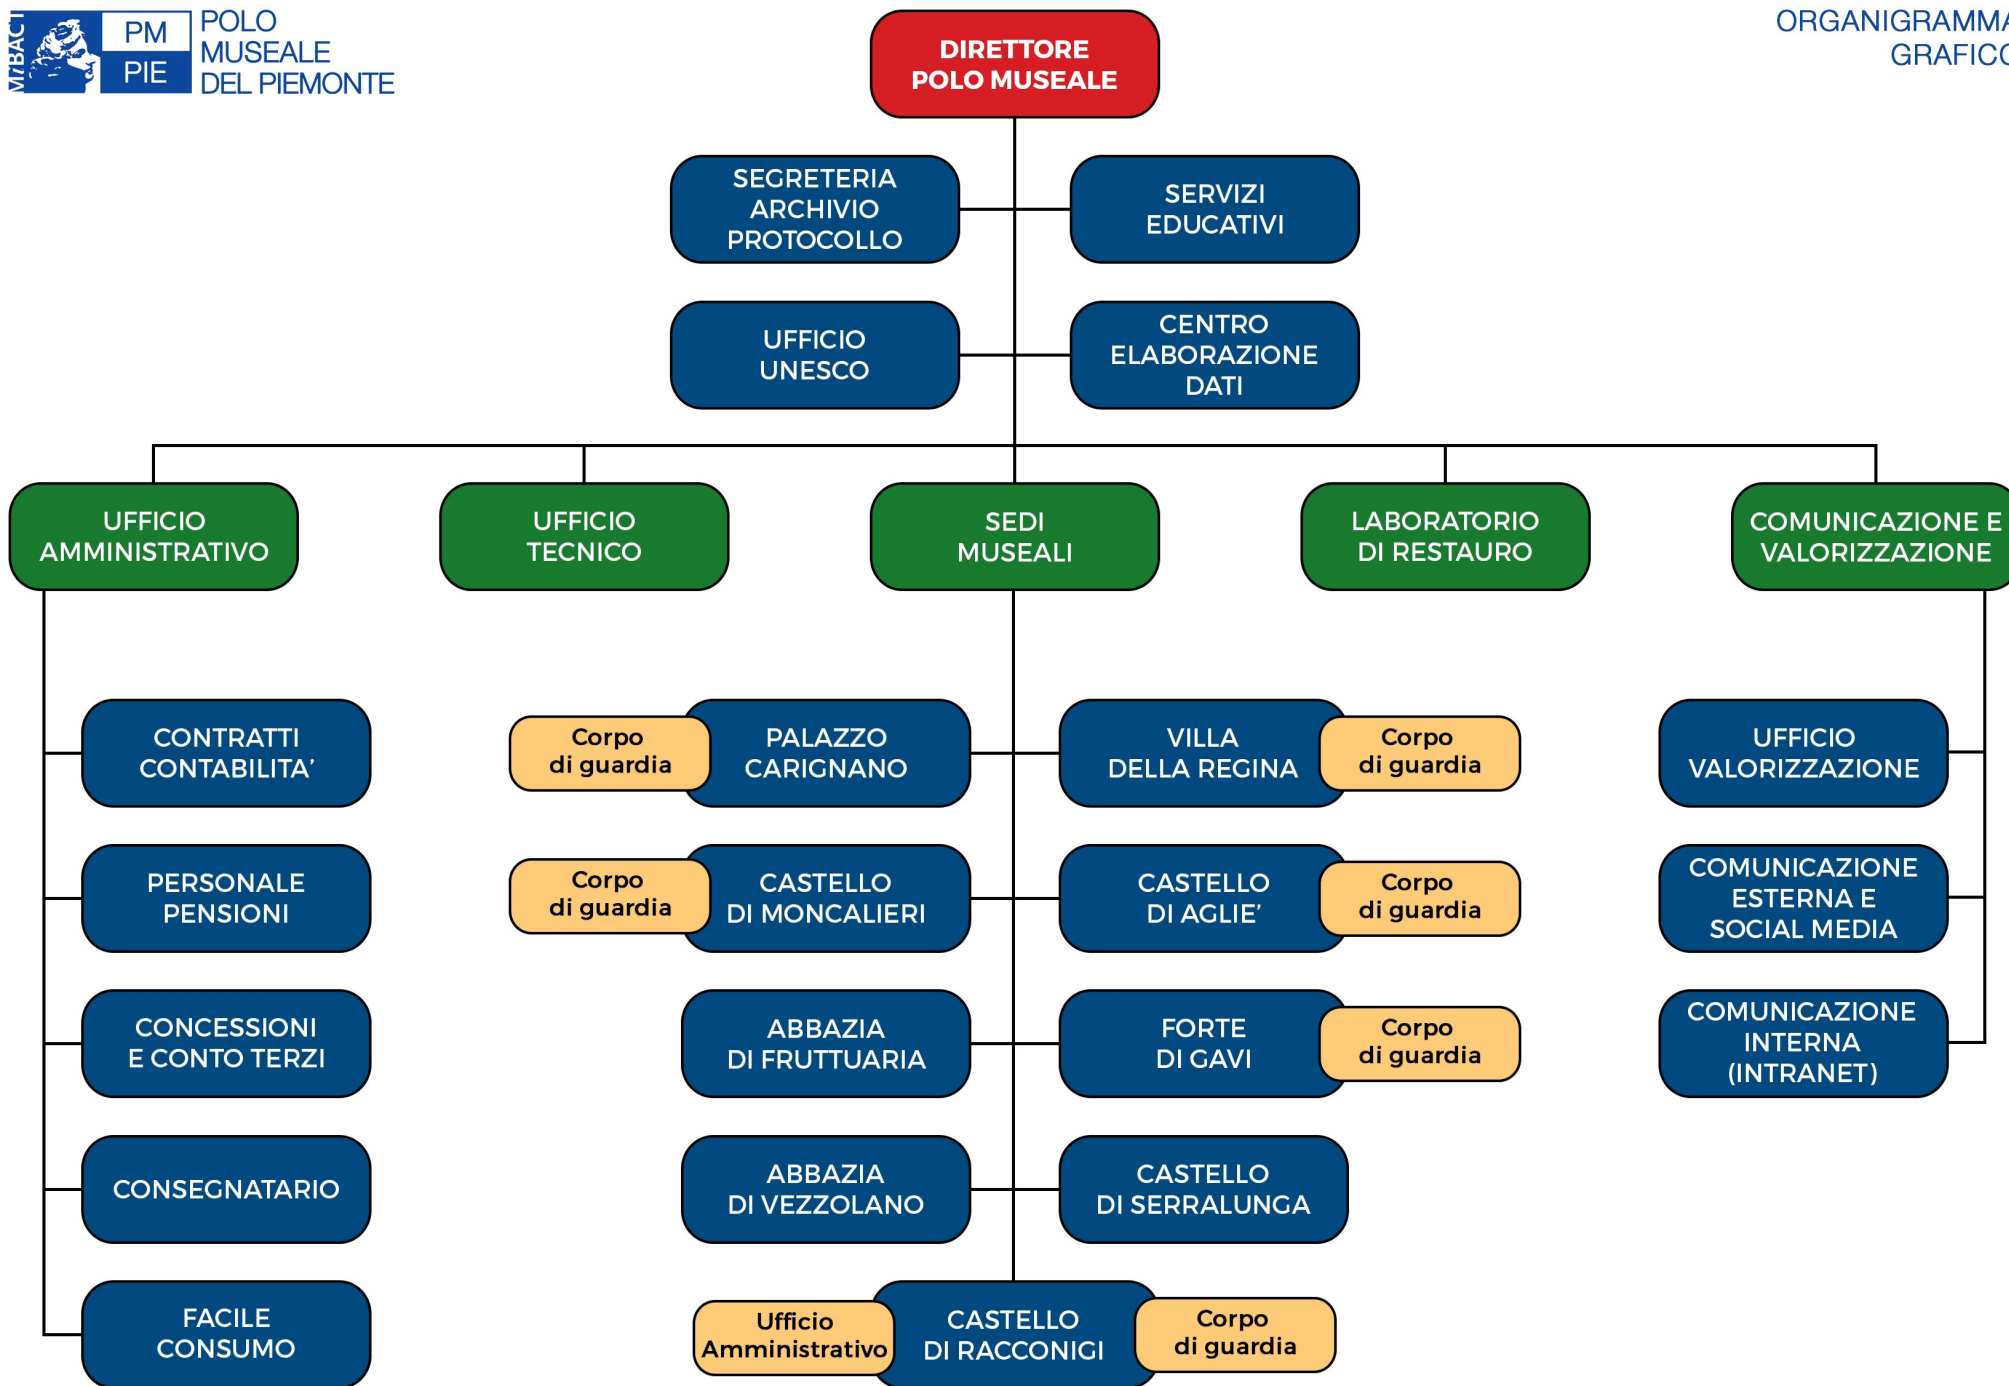 MiBACT
PM
PIE
POLO
MUSEALE
DEL PIEMONTE
DIRETTORE
POLO MUSEALE
ORGANIGRAMMA
GRAFICO
SEGRETERIA
ARCHIVIO
PROTOCOLLO
SERVIZI
EDUCATIVI
UFFICIO
UNESCO
CENTRO
ELABORAZIONE
DATI
UFFICIO
AMMINISTRATIVO
UFFICIO
TECNICO
SEDI
MUSEALI
LABORATORIO
DI RESTAURO
COMUNICAZIONE E
VALORIZZAZIONE
CONTRATTI
CONTABILITA’
PERSONALE
PENSIONI
CONCESSIONI
E CONTO TERZI
CONSEGNATARIO
FACILE
CONSUMO
Corpo
di guardia
PALAZZO
CARIGNANO
VILLA
DELLA REGINA
Corpo
di guardia
Corpo
di guardia
CASTELLO
DI MONCALIERI
CASTELLO
DI AGLIE’
Corpo
di guardia
ABBAZIA
DI FRUTTUARIA
FORTE
DI GAVI
Corpo
di guardia
ABBAZIA
DI VEZZOLANO
CASTELLO
DI SERRALUNGA
Ufficio
Amministrativo
CASTELLO
DI RACCONIGI
Corpo
di guardia
UFFICIO
VALORIZZAZIONE
COMUNICAZIONE
ESTERNA E
SOCIAL MEDIA
COMUNICAZIONE
INTERNA
(INTRANET)